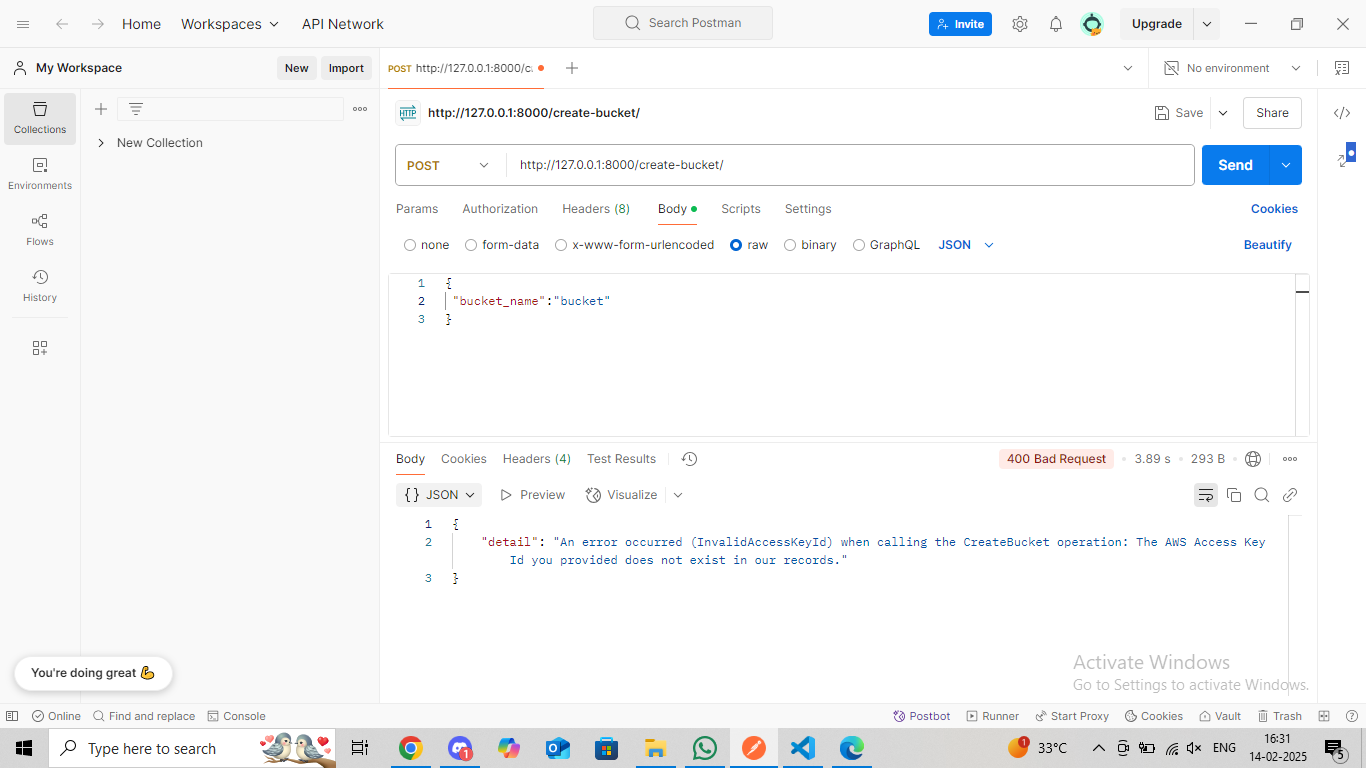 Home
Workspaces
API Network
Search Postman
Invite
Upgrade
My Workspace
New
Import
POST http://127.0.0.1:8000/c
No environment
Collections
New Collection
HTTP
http://127.0.0.1:8000/create-bucket/
Save
Share
POST
http://127.0.0.1:8000/create-bucket/
Send
Environments
Flows
History
Params
Authorization
Headers (8)
Body
Scripts
Settings
Cookies
none
form-data
x-www-form-urlencoded
raw
binary
GraphQL
JSON
Beautify
1 {
2 "bucket_name":"bucket"
3 }
Body
Cookies
Headers (4)
Test Results
400 Bad Request
3.89 s
293 B
{} JSON
Preview
Visualize
1 {
2 "detail": "An error occurred (InvalidAccessKeyId) when calling the CreateBucket operation: The AWS Access Key
Id you provided does not exist in our records."
3 }
You're doing great 💪
Activate Windows
Go to Settings to activate Windows.
Online
Find and replace
Console
Postbot
Runner
Start Proxy
Cookies
Vault
Trash
Type here to search
1
1
33°C
ENG
16:31
14-02-2025
5